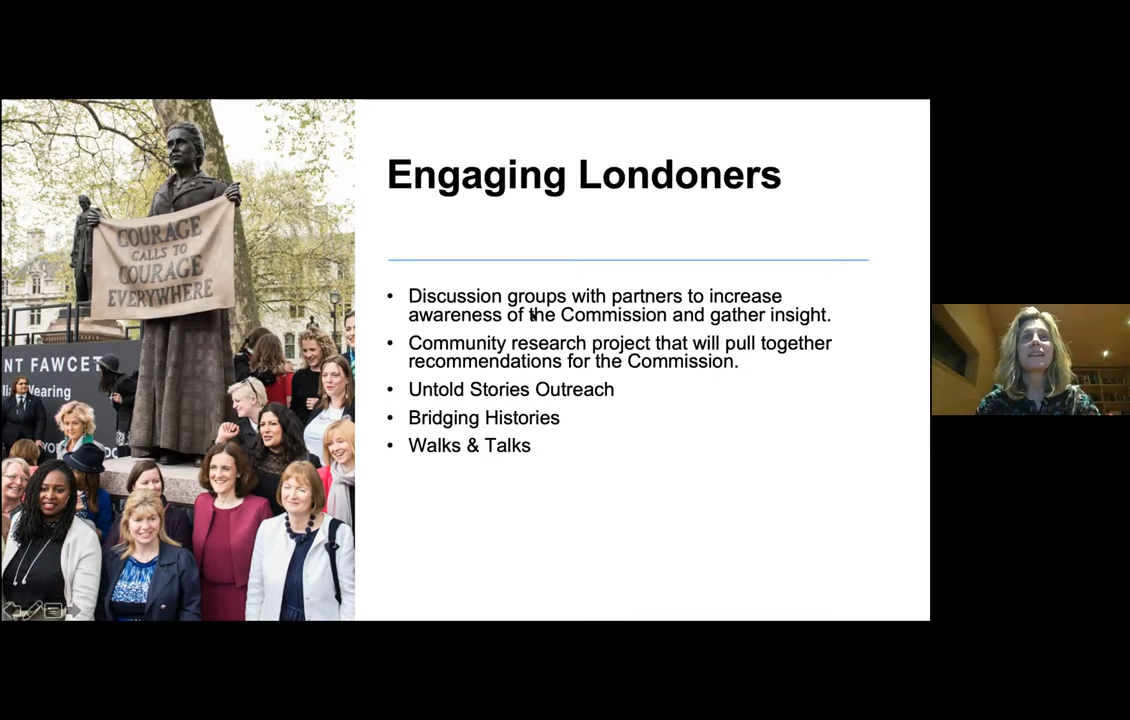 Engaging Londoners
• Discussion groups with partners to increase
awareness of the Commission and gather insight.
• Community research project that will pull together
recommendations for the Commission.
• Untold Stories Outreach
• Bridging Histories
• Walks & Talks
COURAGE
CALLS TO
COURAGE
EVERYWHERE
NT FAWCET
Wearing